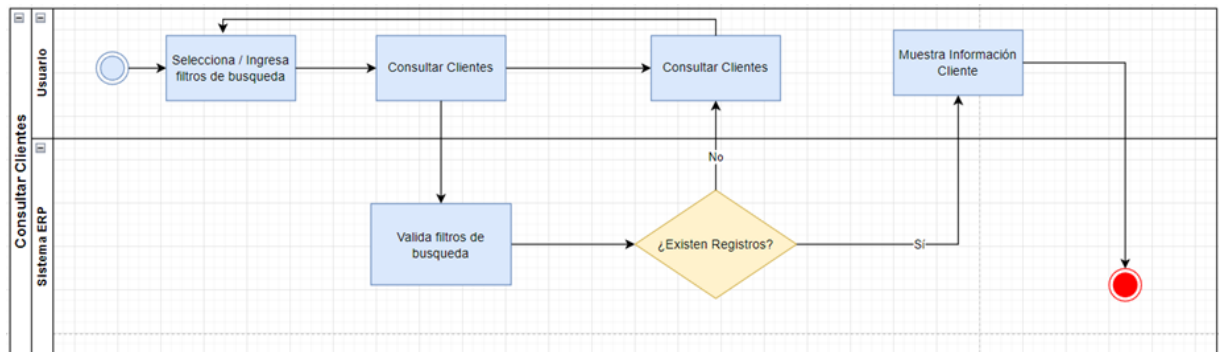 Consultar Clientes
Usuario
Selecciona / Ingresa
filtros de busqueda
Consultar Clientes
Consultar Clientes
Muestra Información
Cliente
No
Sistema ERP
Valida filtros de
busqueda
¿Existen Registros?
Sí